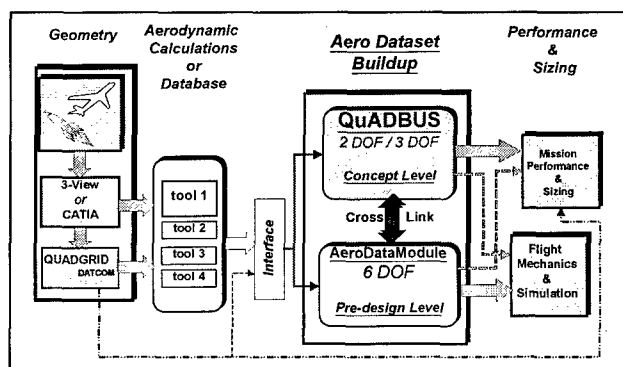 Geometry
Aerodynamic
Calculations
or
Database
Aero Dataset
Buildup
Performance
&
Sizing
3-View
or
CATIA
QUADGRID
DATCOM
tool 1
tool 2
tool 3
tool 4
Interface
QuADBUS
2 DOF / 3 DOF
Concept Level
Cross Link
AeroDataModule
6 DOF
Pre-design Level
Mission
Performance
&
Sizing
Flight
Mechanics
&
Simulation